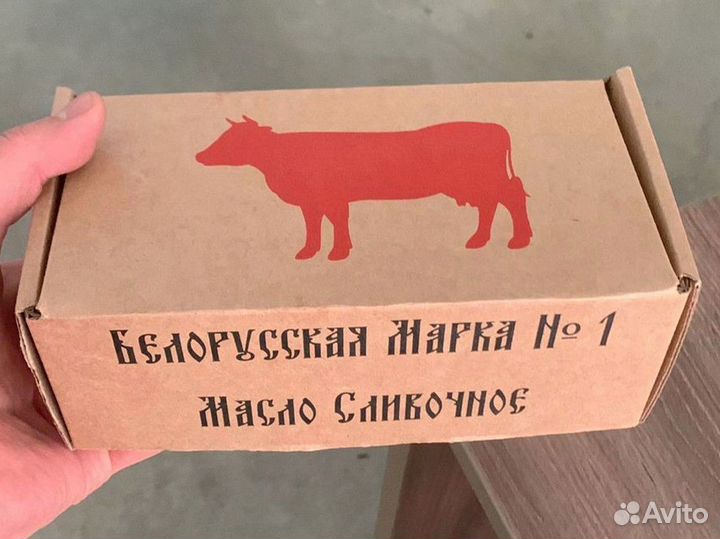 Белорусская Марка № 1
Масло Сливочное
Avito